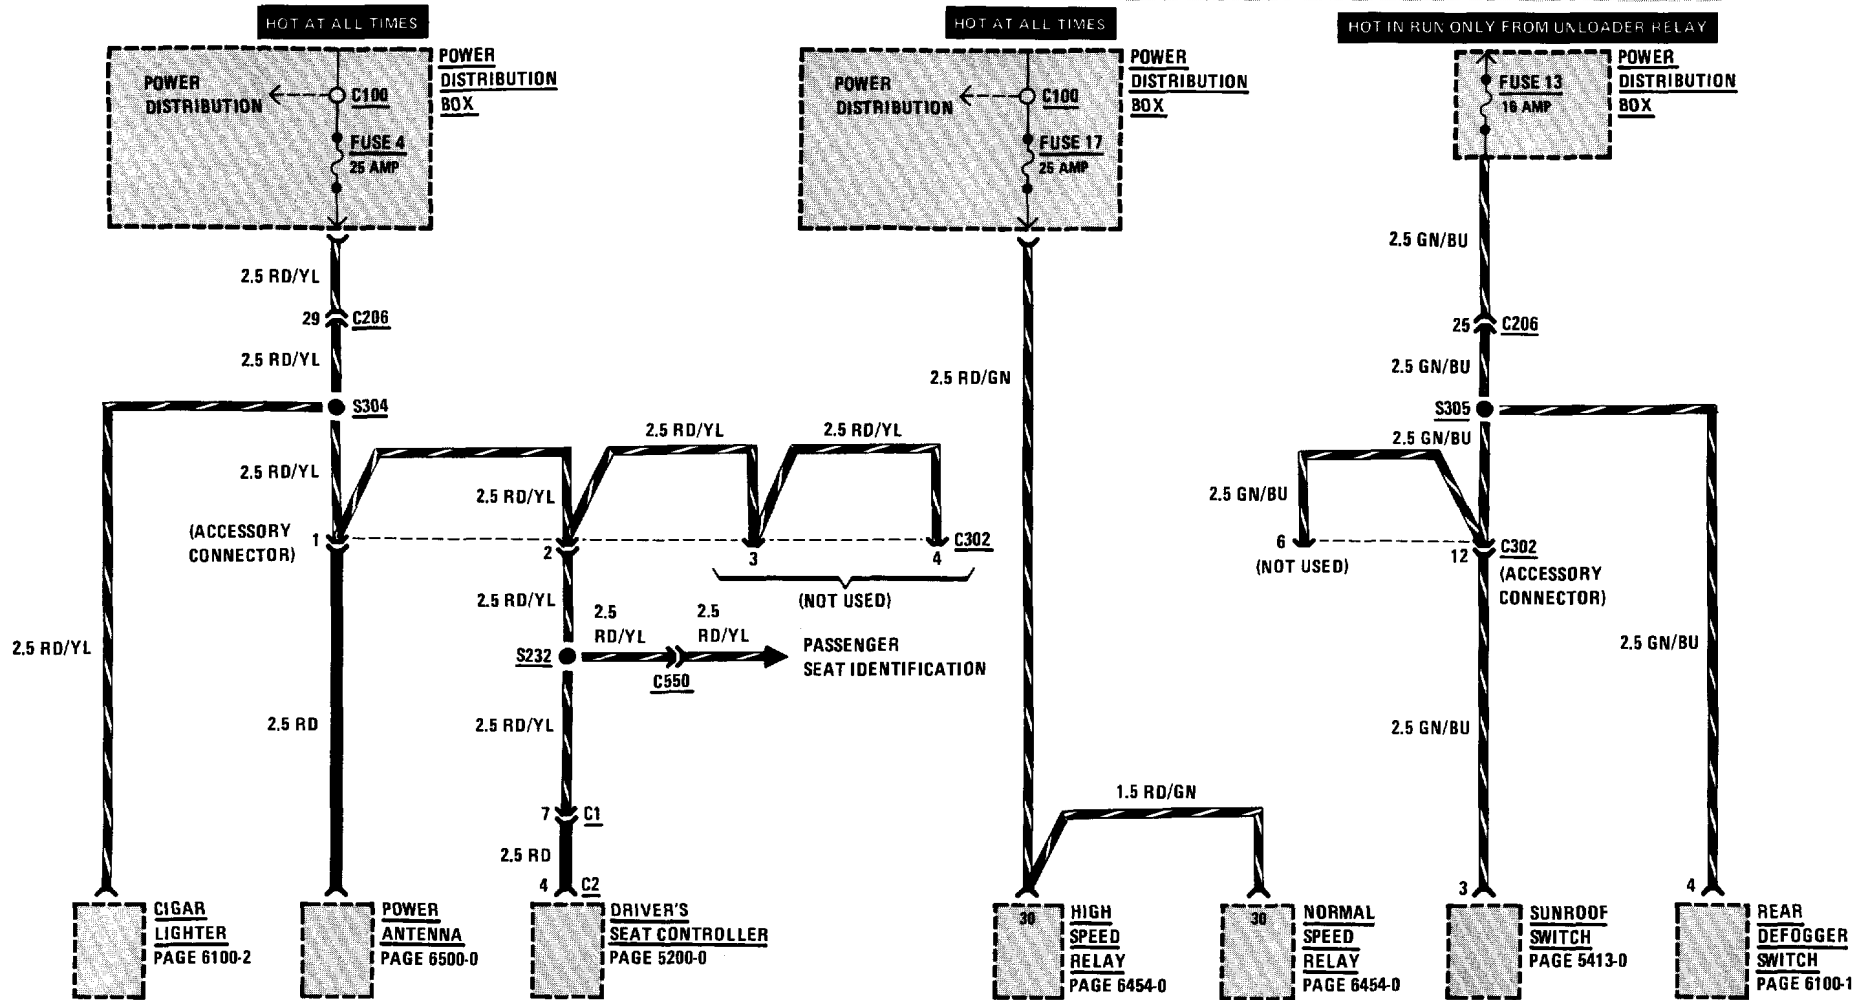 HOT AT ALL TIMES
HOT AT ALL TIMES
HOT IN RUN ONLY FROM UNLOADER RELAY
POWER
DISTRIBUTION
C100
FUSE 4
25 AMP
POWER
DISTRIBUTION
BOX
POWER
DISTRIBUTION
C100
FUSE 17
25 AMP
POWER
DISTRIBUTION
BOX
FUSE 13
16 AMP
POWER
DISTRIBUTION
BOX
2.5 RD/YL
29
C206
2.5 RD/YL
S304
2.5 RD/YL
2.5 RD/YL
2.5 RD/YL
2.5 RD/YL
(ACCESSORY
CONNECTOR)
1
2
3
4
C302
(NOT USED)
2.5 RD/YL
2.5 RD
2.5 RD/YL
S232
2.5
RD/YL
2.5
RD/YL
C550
PASSENGER
SEAT IDENTIFICATION
2.5 RD/YL
7
C1
2.5 RD
4
C2
2.5 RD/GN
1.5 RD/GN
2.5 GN/BU
25
C206
2.5 GN/BU
S305
2.5 GN/BU
2.5 GN/BU
6
(NOT USED)
12
C302
(ACCESSORY
CONNECTOR)
2.5 GN/BU
2.5 GN/BU
3
4
CIGAR
LIGHTER
PAGE 6100-2
POWER
ANTENNA
PAGE 6500-0
DRIVER'S
SEAT CONTROLLER
PAGE 5200-0
30
HIGH
SPEED
RELAY
PAGE 6454-0
30
NORMAL
SPEED
RELAY
PAGE 6454-0
SUNROOF
SWITCH
PAGE 5413-0
REAR
DEFOGGER
SWITCH
PAGE 6100-1